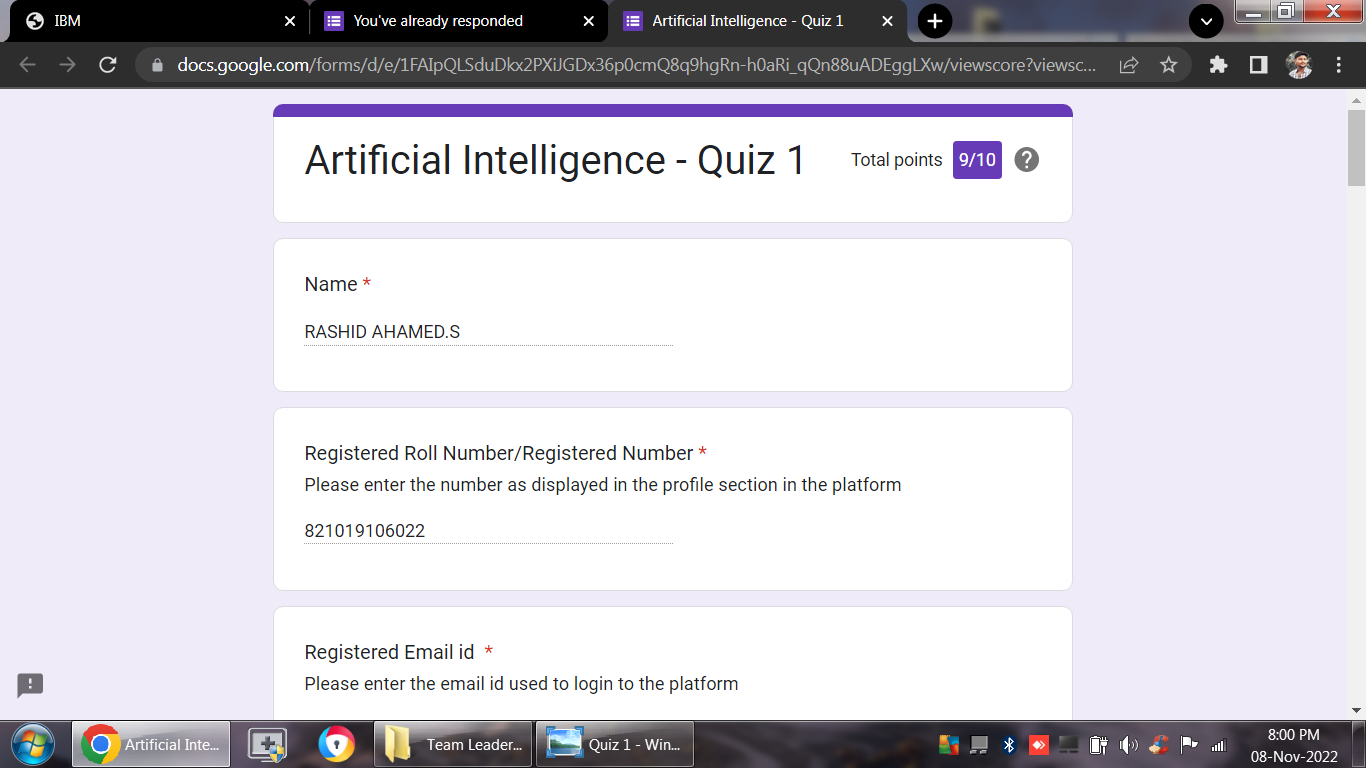 IBM
You've already responded
Artificial Intelligence - Quiz 1
docs.google.com/forms/d/e/1FAIpQLSduDkx2PXiJGDx36p0cmQ8q9hgRn-h0aRi_qQn88uADEggLXw/viewscore?viewsc...
Artificial Intelligence - Quiz 1
Total points 9/10
Name *
RASHID AHAMED.S
Registered Roll Number/Registered Number *
Please enter the number as displayed in the profile section in the platform
821019106022
Registered Email id *
Please enter the email id used to login to the platform
Artificial Inte...
Team Leader...
Quiz 1 - Win...
8:00 PM
08-Nov-2022